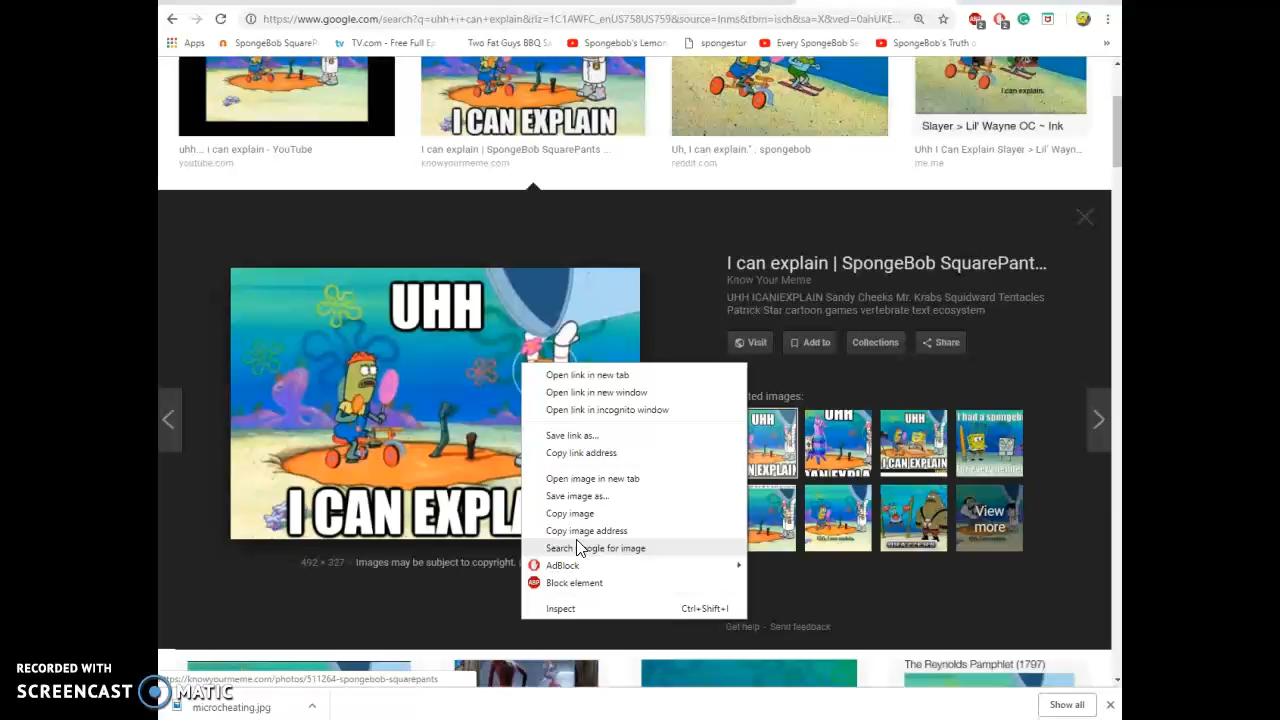 https://www.google.com/search?q=uhh+i+can+explain&rlz=1C1AWFC_enUS758US759&source=lnms&tbm=isch&sa=X&ved=0ahUKE...
Apps SpongeBob SquareP TV.com - Free Full Ep Two Fat Guys BBQ Sa Spongebob's Lemon spongestur Every SpongeBob Se SpongeBob's Truth o »
I CAN EXPLAIN
I can explain.
Slayer > Lil' Wayne OC ~ Ink
uhh... i can explain - YouTube
youtube.com
I can explain | SpongeBob SquarePants ...
knowyourmeme.com
Uh, I can explain." . spongebob
reddit.com
Uhh I Can Explain Slayer > Lil' Wayn...
me.me
UHH
I CAN EXPL
492 × 327 · Images may be subject to copyright.
I can explain | SpongeBob SquarePant...
Know Your Meme
UHH ICANIEXPLAIN Sandy Cheeks Mr. Krabs Squidward Tentacles
Patrick Star cartoon games vertebrate text ecosystem
Visit Add to Collections Share
Open link in new tab
Open link in new window
Open link in incognito window
Save link as...
Copy link address
Open image in new tab
Save image as...
Copy image
Copy image address
Search Google for image
AdBlock
Block element
Inspect Ctrl+Shift+I
images:
UHH UHH I had a spongeb
I CAN EXPLAIN
View
more
Get help - Send feedback
The Reynolds Pamphlet (1797)
https://knowyourmeme.com/photos/511264-spongebob-squarepants
microcheating.jpg
Show all
RECORDED WITH
SCREENCAST MATIC